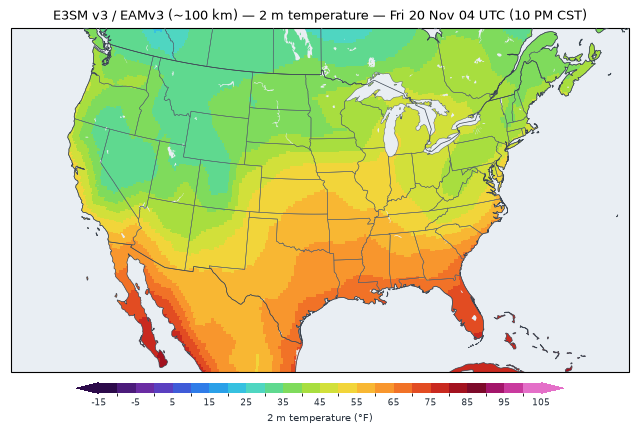 E3SM v3 / EAMv3 (~100 km) — 2 m temperature — Fri 20 Nov 04 UTC (10 PM CST)
-15 -5 5 15 25 35 45 55 65 75 85 95 105
2 m temperature (°F)